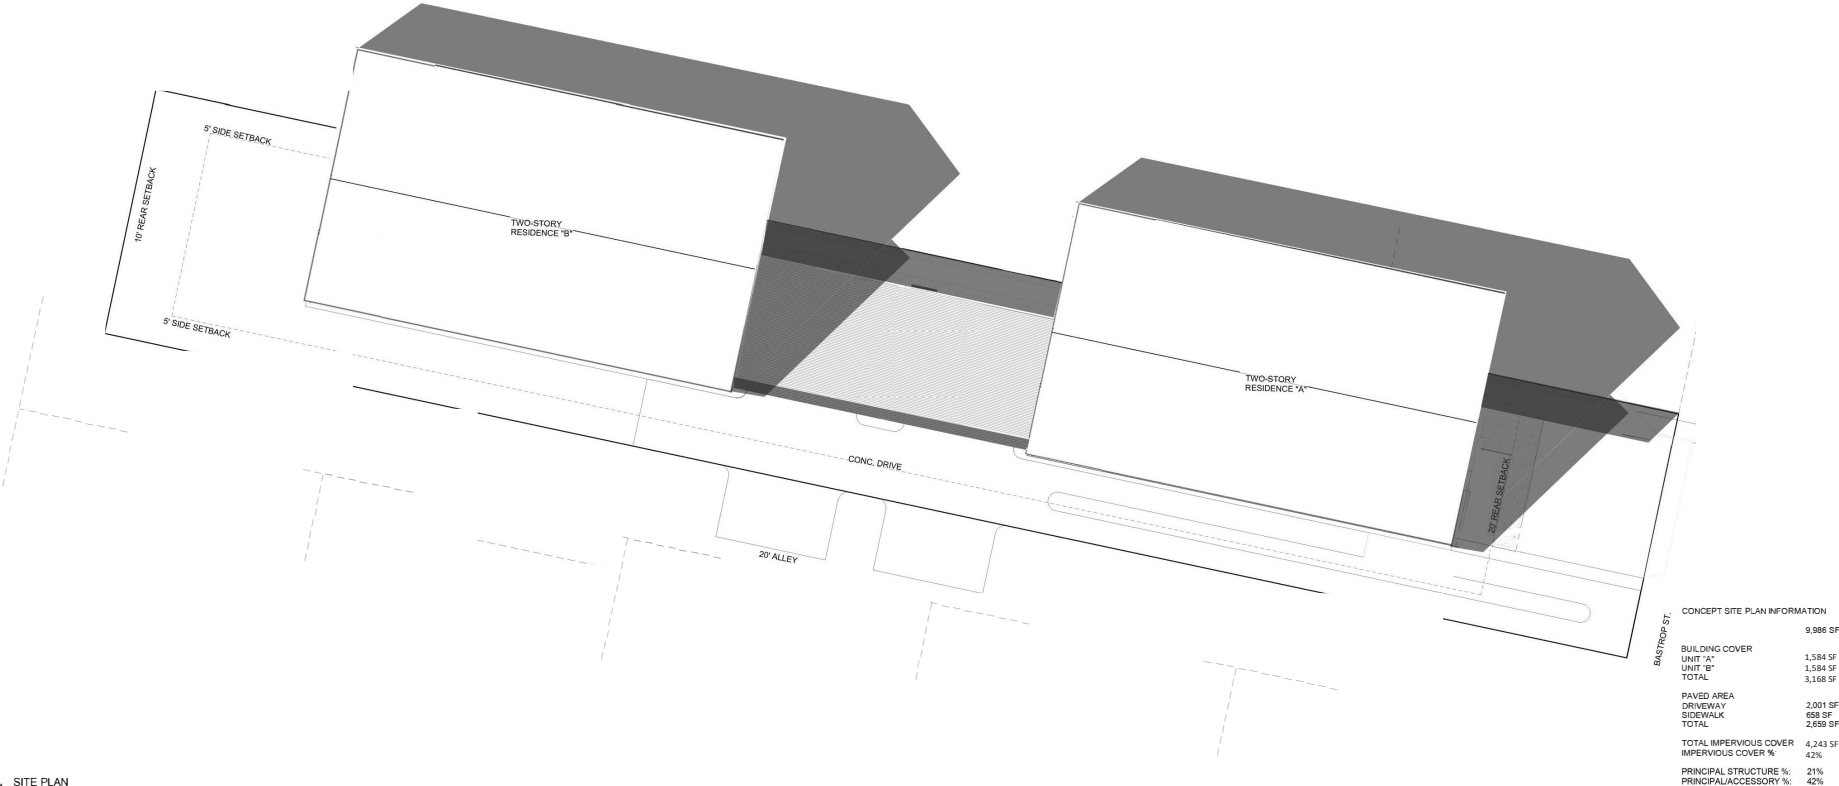 5' SIDE SETBACK
10' REAR SETBACK
TWO-STORY
RESIDENCE "B"
5' SIDE SETBACK
TWO-STORY
RESIDENCE "A"
CONC. DRIVE
20' REAR SETBACK
20' ALLEY
BASTROP ST.
CONCEPT SITE PLAN INFORMATION
9,986 SF
BUILDING COVER
UNIT "A" 1,584 SF
UNIT "B" 1,584 SF
TOTAL 3,168 SF
PAVED AREA
DRIVEWAY 2,001 SF
SIDEWALK 658 SF
TOTAL 2,659 SF
TOTAL IMPERVIOUS COVER 4,243 SF
IMPERVIOUS COVER % 42%
PRINCIPAL STRUCTURE %: 21%
PRINCIPAL/ACCESSORY %: 42%
SITE PLAN